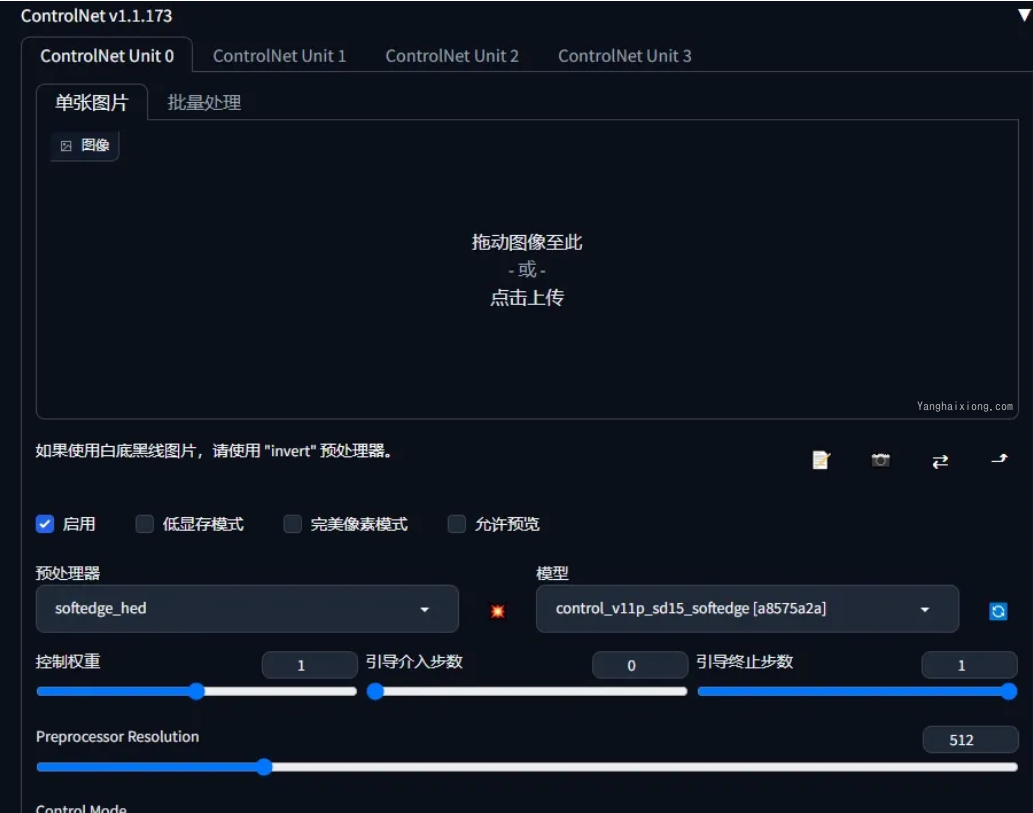 ControlNet v1.1.173
ControlNet Unit 0 ControlNet Unit 1 ControlNet Unit 2 ControlNet Unit 3
单张图片 批量处理
图像
拖动图像至此
- 或 -
点击上传
Yanghaixiong.com
如果使用白底黑线图片，请使用 "invert" 预处理器。
启用 低显存模式 完美像素模式 允许预览
预处理器 模型
softedge_hed control_v11p_sd15_softedge [a8575a2a]
控制权重 1 引导介入步数 0 引导终止步数 1
Preprocessor Resolution 512
Control Mode